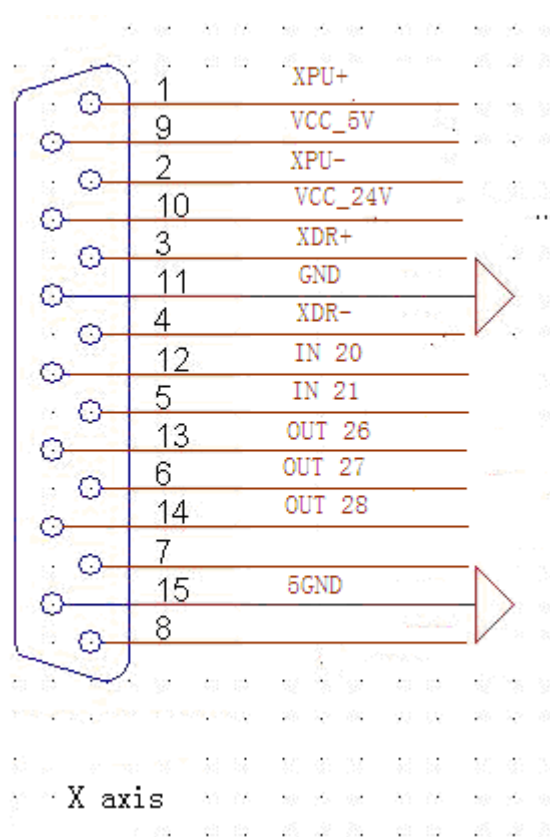 1 XPU+
9 VCC_5V
2 XPU-
10 VCC_24V
3 XDR+
11 GND
4 XDR-
12 IN 20
5 IN 21
13 OUT 26
6 OUT 27
14 OUT 28
7
15 5GND
8
X axis